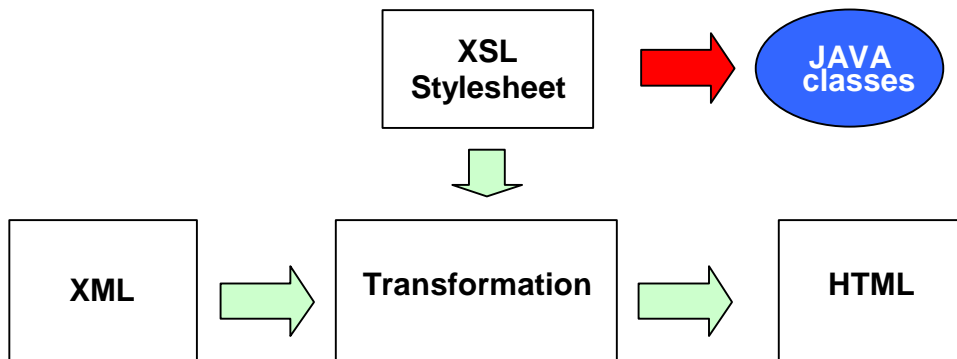 XSL
Stylesheet
JAVA
classes
XML
Transformation
HTML